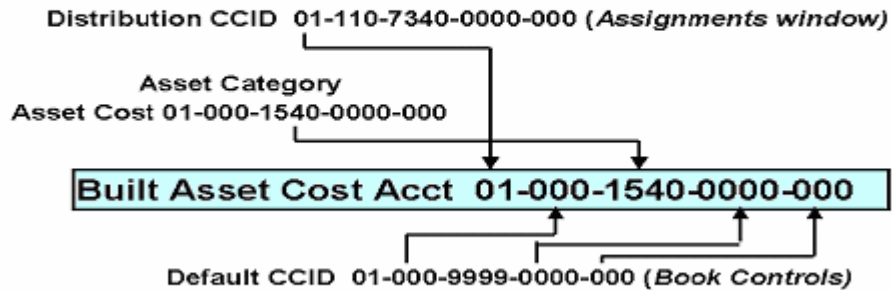 Distribution CCID 01-110-7340-0000-000 (Assignments window)
Asset Category
Asset Cost 01-000-1540-0000-000
Built Asset Cost Acct 01-000-1540-0000-000
Default CCID 01-000-9999-0000-000 (Book Controls)